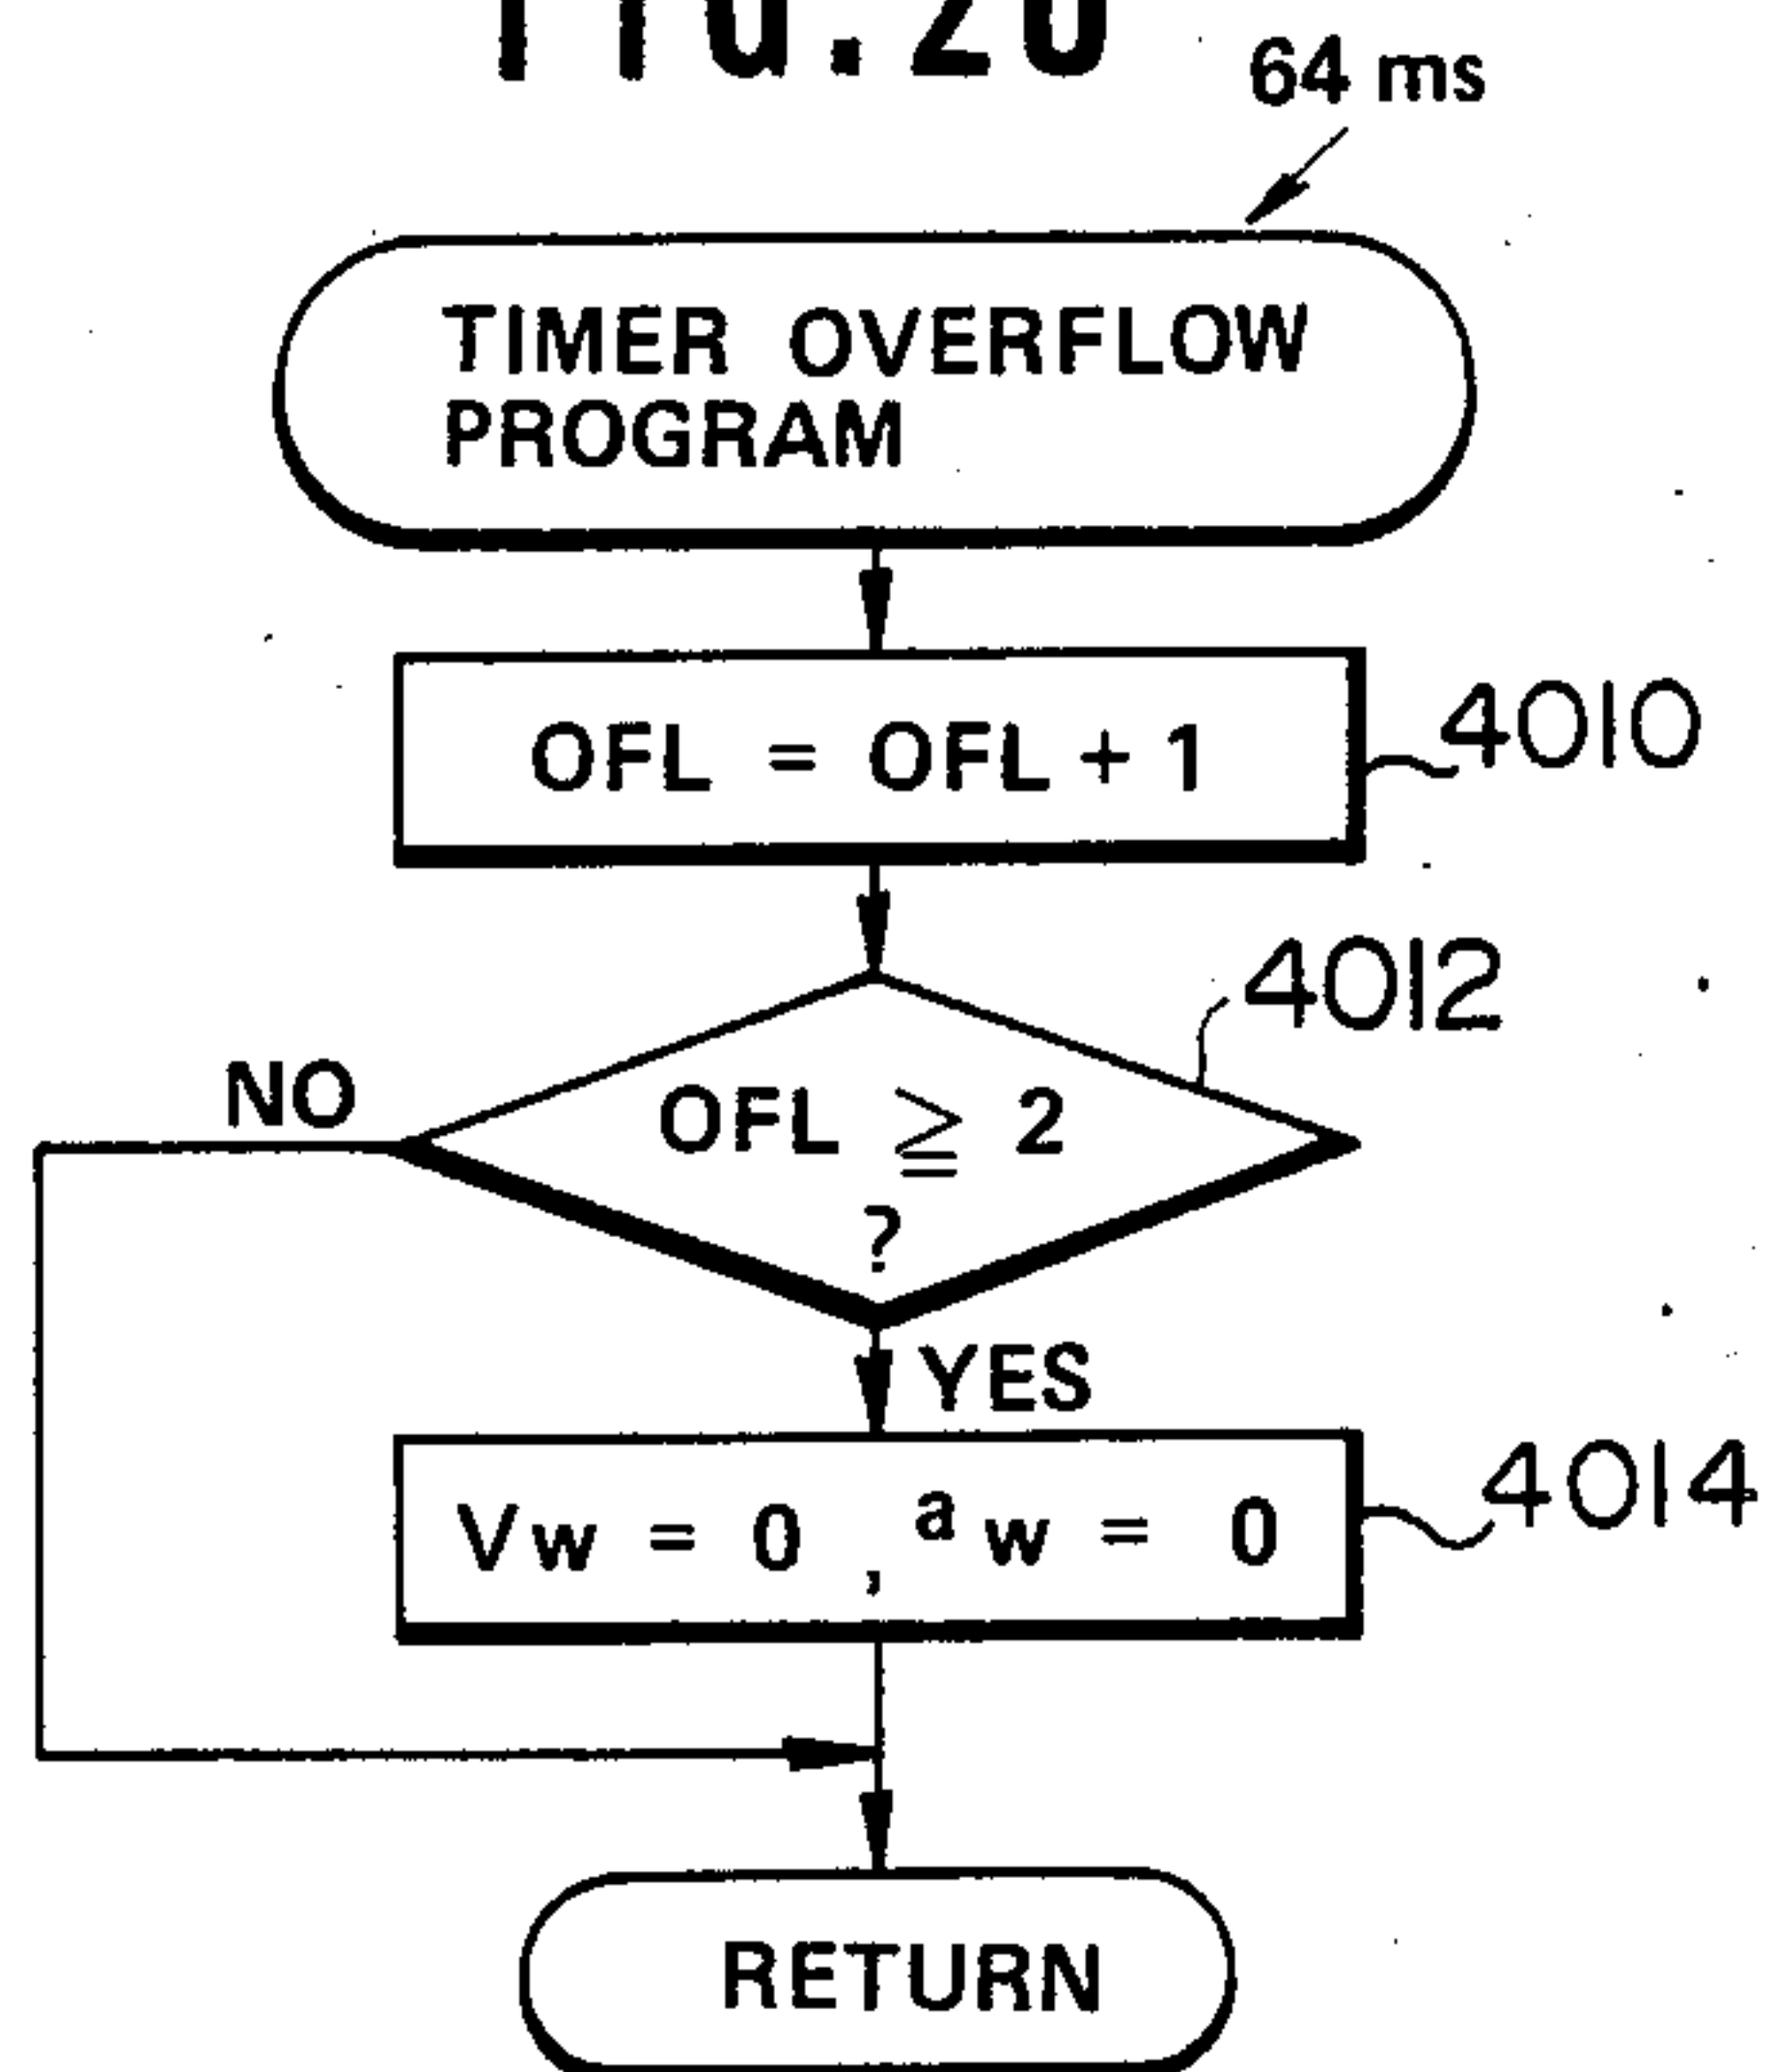 64 ms
TIMER OVERFLOW
PROGRAM
OFL = OFL + 1
4010
4012
NO
OFL ≧ 2
?
YES
Vw = 0 , aw = 0
4014
RETURN